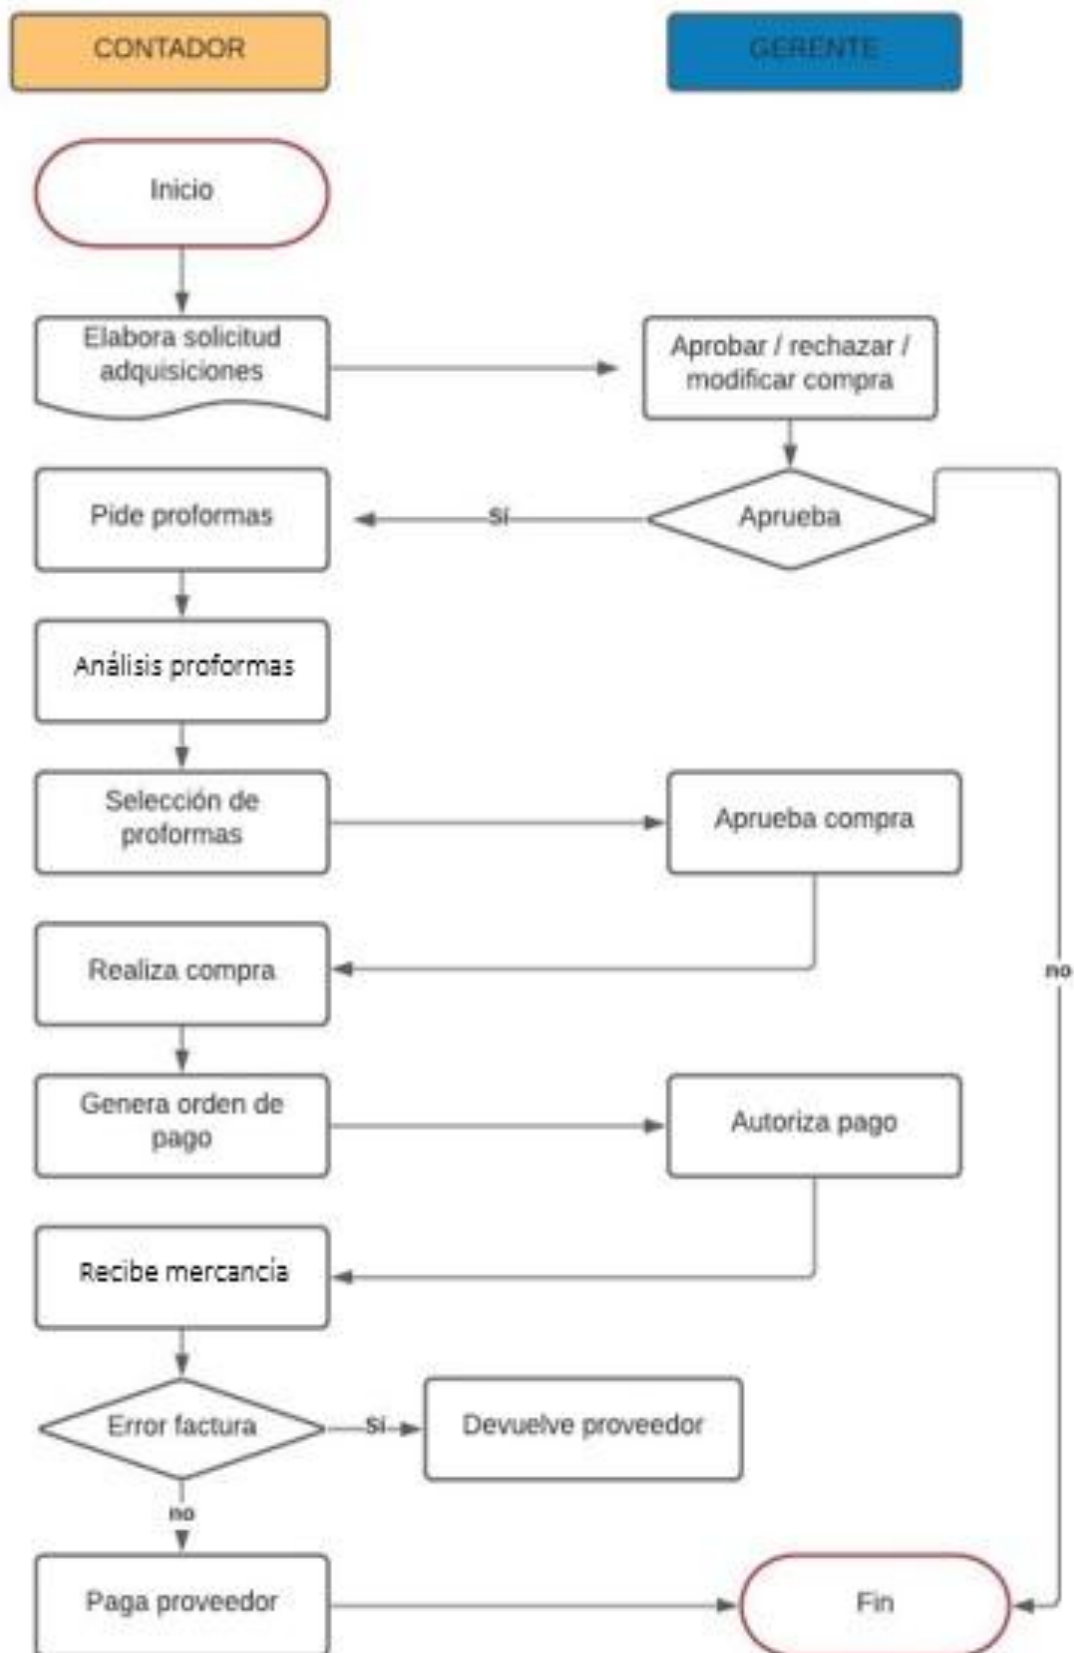 CONTADOR
GERENTE
Inicio
Elabora solicitud
adquisiciones
Aprobar / rechazar /
modificar compra
Pide proformas
Sí
Aprueba
Análisis proformas
Selección de
proformas
Aprueba compra
Realiza compra
no
Genera orden de
pago
Autoriza pago
Recibe mercancía
Error factura
Sí
Devuelve proveedor
no
Paga proveedor
Fin